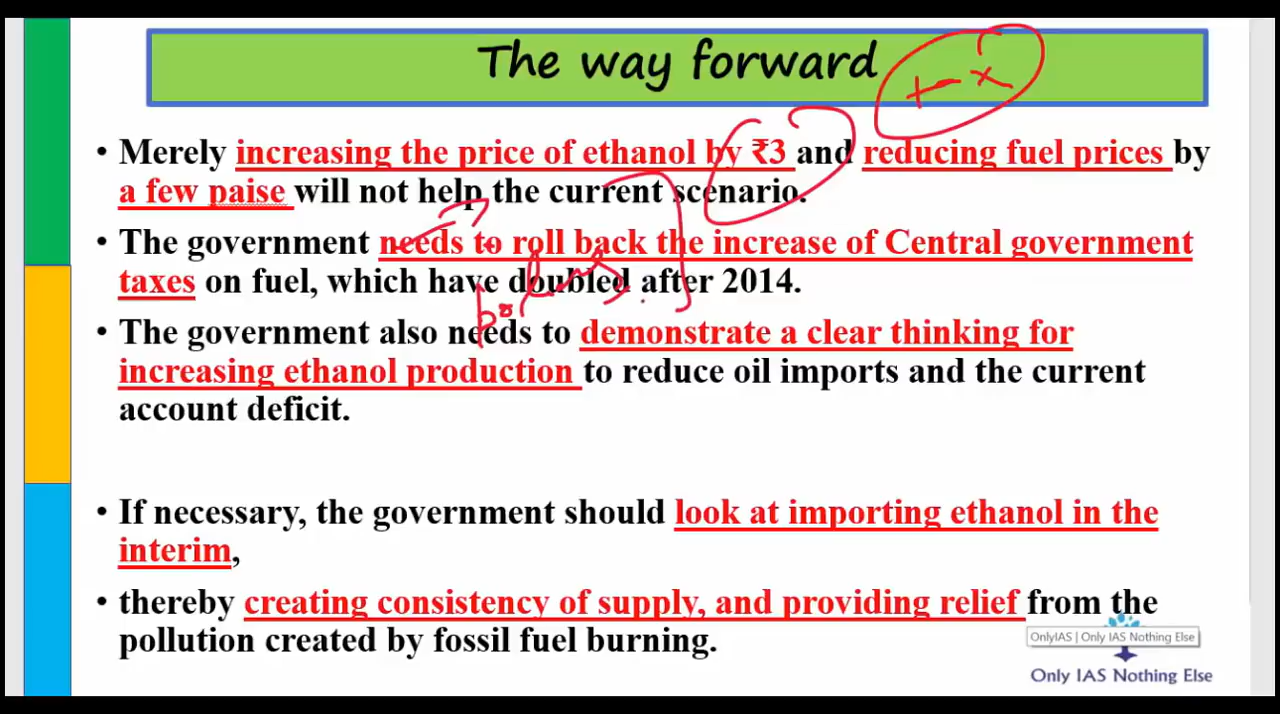 The way forward
tax
• Merely increasing the price of ethanol by ₹3 and reducing fuel prices by
a few paise will not help the current scenario.
• The government needs to roll back the increase of Central government
taxes on fuel, which have doubled after 2014.
• The government also needs to demonstrate a clear thinking for
increasing ethanol production to reduce oil imports and the current
account deficit.
• If necessary, the government should look at importing ethanol in the
interim,
• thereby creating consistency of supply, and providing relief from the
pollution created by fossil fuel burning.
OnlyIAS | Only IAS Nothing Else
Only IAS Nothing Else